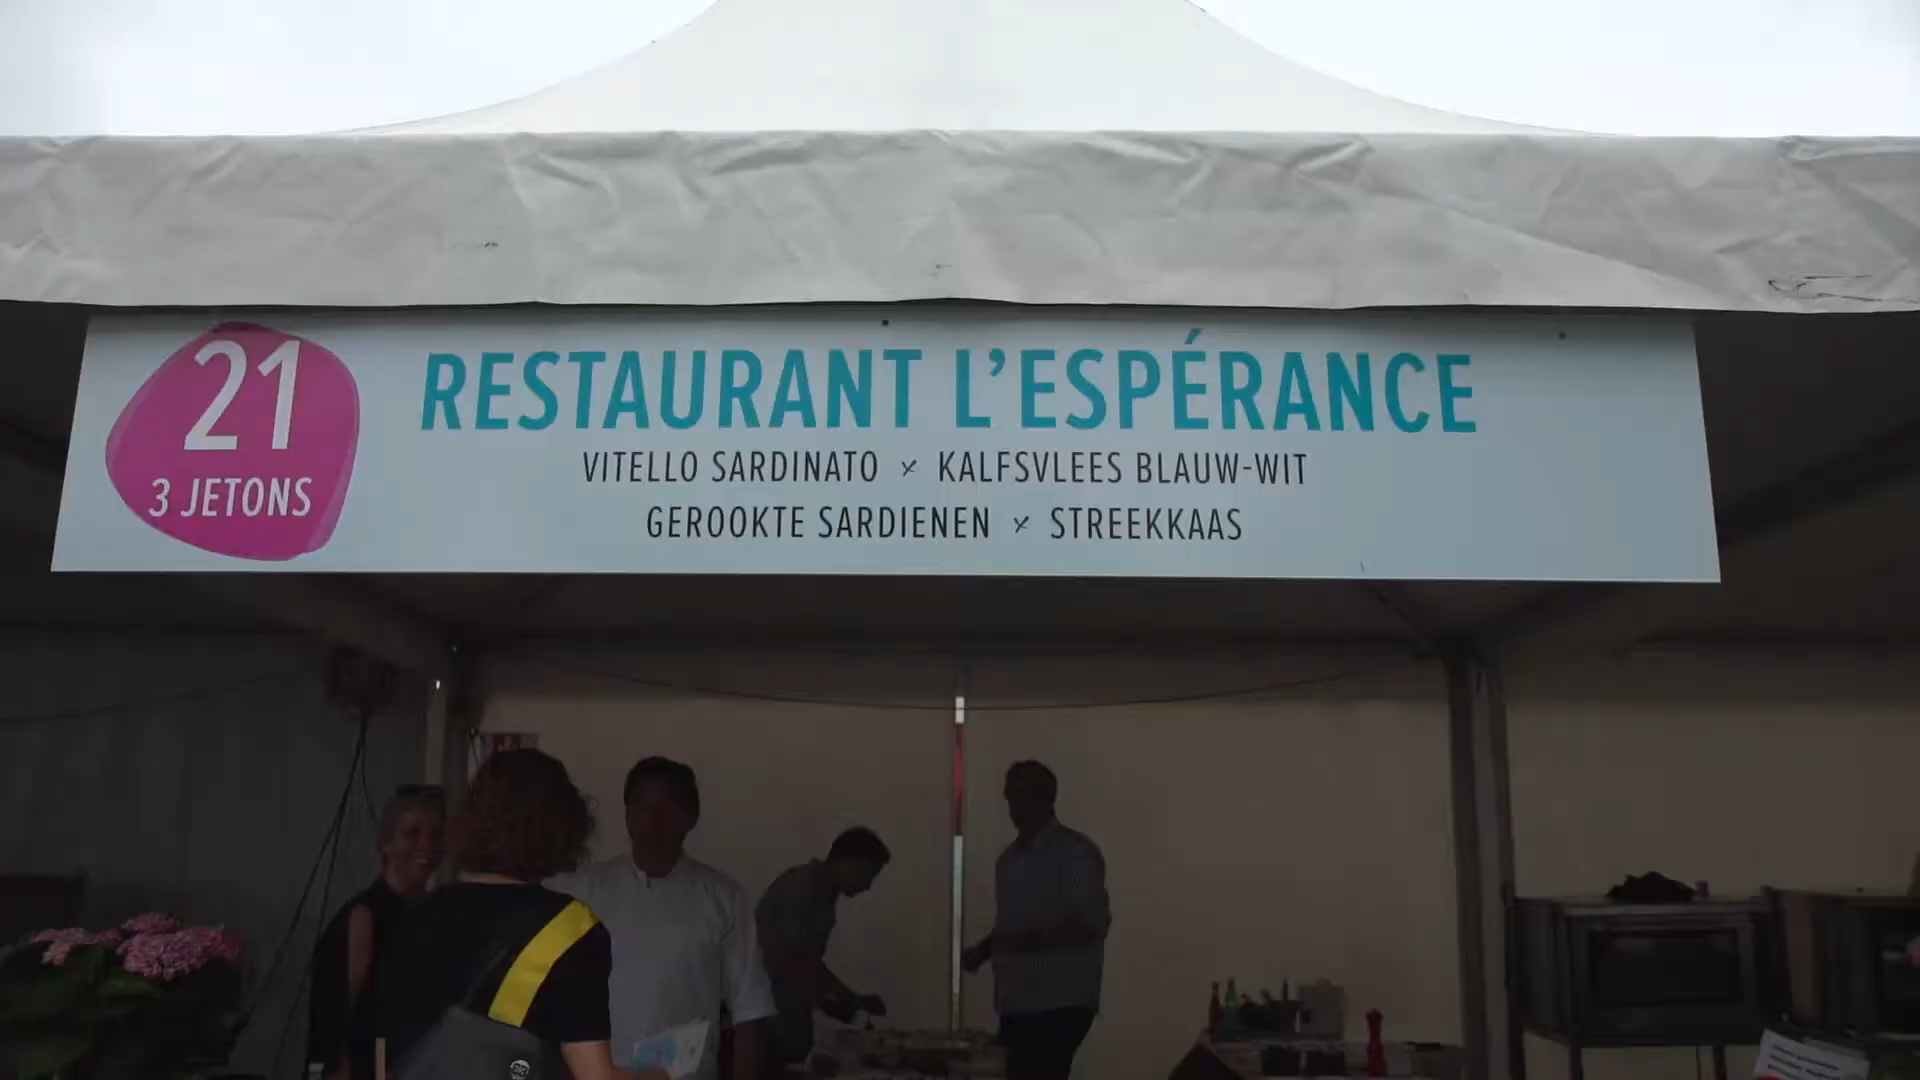 21
3 JETONS
RESTAURANT L'ESPÉRANCE
VITELLO SARDINATO × KALFSVLEES BLAUW-WIT
GEROOKTE SARDIENEN × STREEKKAAS